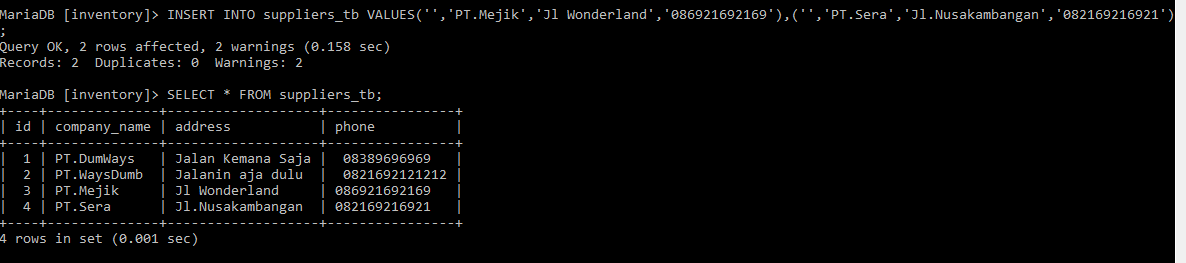 MariaDB [inventory]> INSERT INTO suppliers_tb VALUES('','PT.Mejik','Jl Wonderland','086921692169'),('','PT.Sera','Jl.Nusakambangan','082169216921')
;
Query OK, 2 rows affected, 2 warnings (0.158 sec)
Records: 2  Duplicates: 0  Warnings: 2

MariaDB [inventory]> SELECT * FROM suppliers_tb;
+----+--------------+-------------------+----------------+
| id | company_name | address           | phone          |
+----+--------------+-------------------+----------------+
|  1 | PT.DumWays   | Jalan Kemana Saja |  08389696969   |
|  2 | PT.WaysDumb  | Jalanin aja dulu  |  0821692121212 |
|  3 | PT.Mejik     | Jl Wonderland     | 086921692169   |
|  4 | PT.Sera      | Jl.Nusakambangan  | 082169216921   |
+----+--------------+-------------------+----------------+
4 rows in set (0.001 sec)